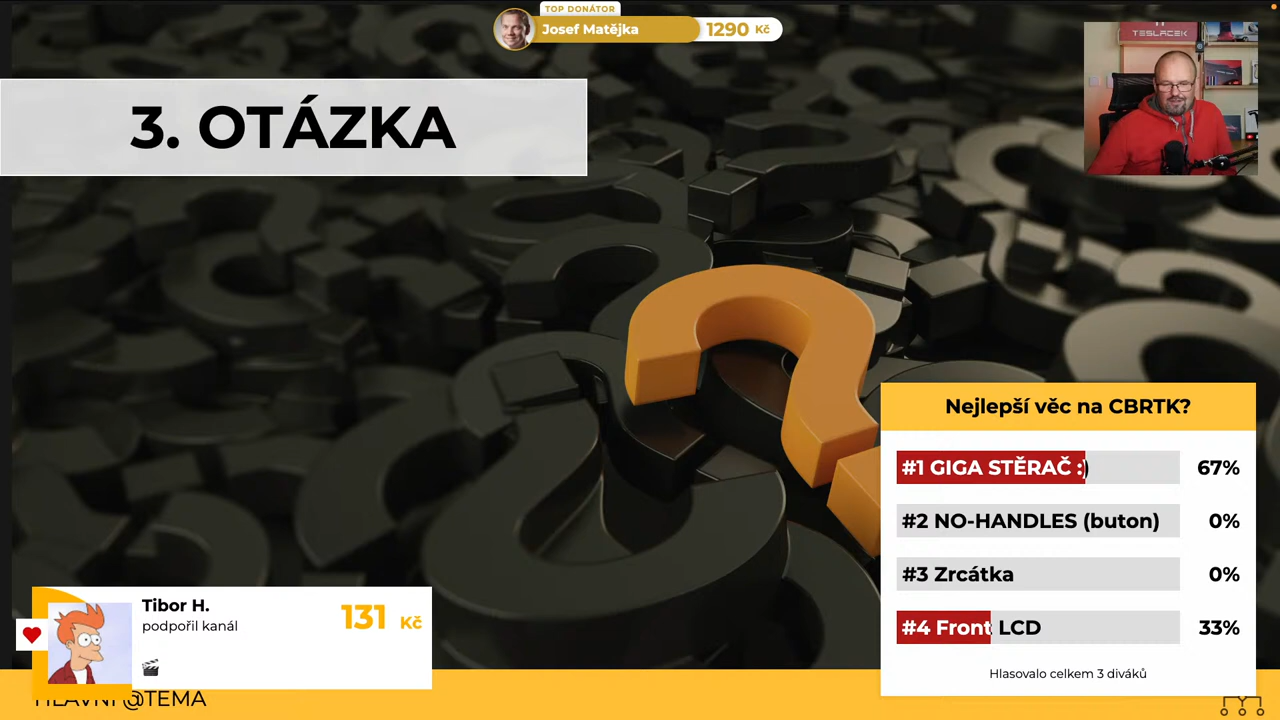 TOP DONÁTOR
Josef Matějka
1290 Kč
TESLACEK
3. OTÁZKA
Nejlepší věc na CBRTK?
#1 GIGA STĚRAČ :) 67%
#2 NO-HANDLES (buton) 0%
#3 Zrcátka 0%
#4 Front LCD 33%
Hlasovalo celkem 3 diváků
Tibor H.
131 Kč
podpořil kanál
HLAVNÍ @TEMA